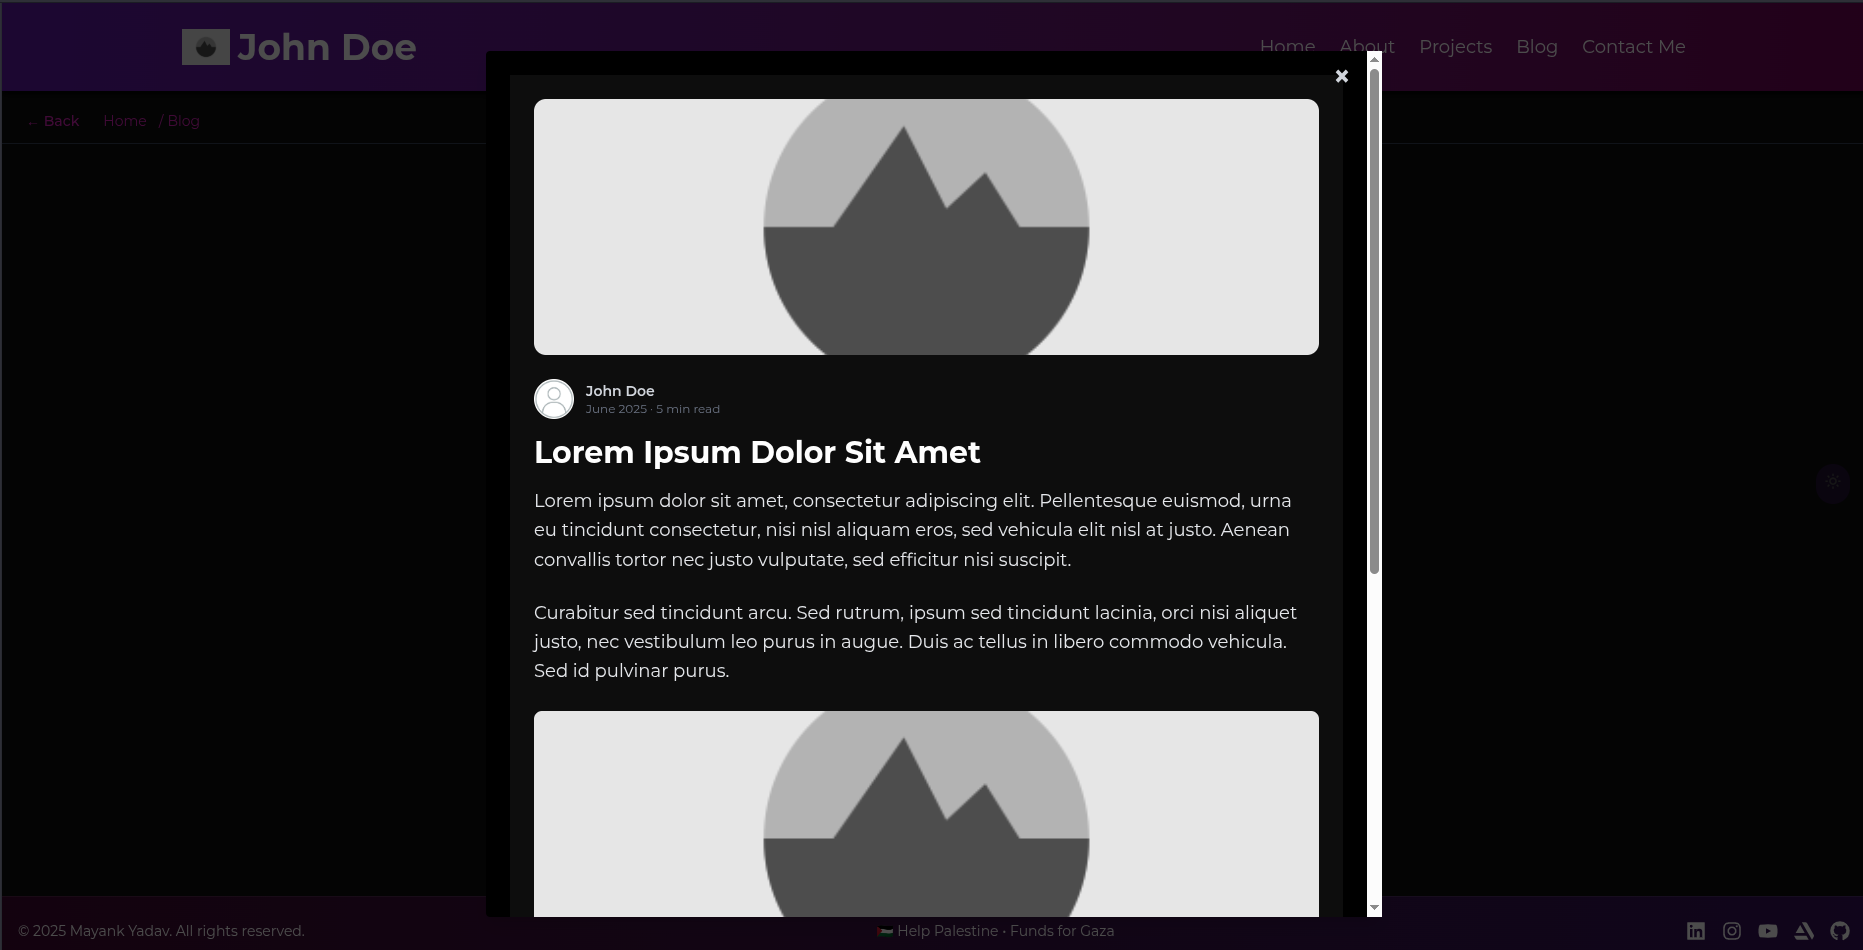 John Doe
Home About Projects Blog Contact Me
← Back Home / Blog
×
John Doe
June 2025 · 5 min read
Lorem Ipsum Dolor Sit Amet
Lorem ipsum dolor sit amet, consectetur adipiscing elit. Pellentesque euismod, urna
eu tincidunt consectetur, nisi nisl aliquam eros, sed vehicula elit nisl at justo. Aenean
convallis tortor nec justo vulputate, sed efficitur nisi suscipit.
Curabitur sed tincidunt arcu. Sed rutrum, ipsum sed tincidunt lacinia, orci nisi aliquet
justo, nec vestibulum leo purus in augue. Duis ac tellus in libero commodo vehicula.
Sed id pulvinar purus.
© 2025 Mayank Yadav. All rights reserved.
🇵🇸 Help Palestine • Funds for Gaza